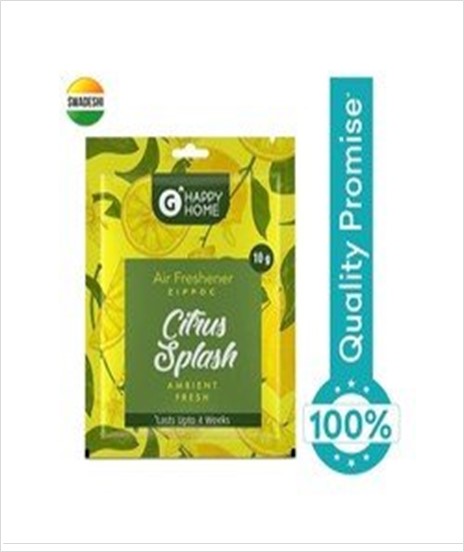 SWADESHI
G
HAPPY
HOME
10 g
Air Freshener
ZIPPOC
Citrus
Splash
AMBIENT
FRESH
*Lasts Upto 4 Weeks
Quality Promise*
100%